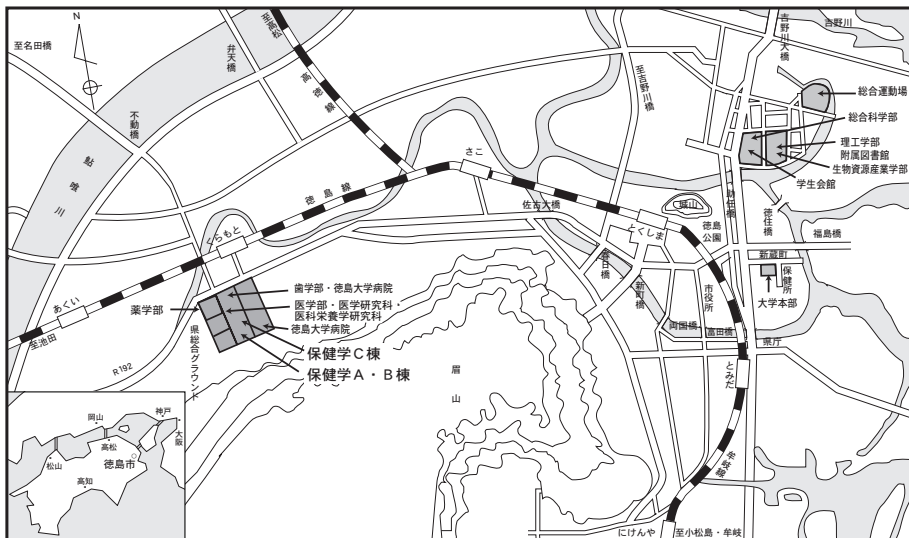 N
至名田橋
弁天橋
至高松
高徳線
不動橋
鮎喰川
至吉野川橋
吉野川大橋
吉野川
総合運動場
総合科学部
理工学部
附属図書館
生物資源産業学部
学生会館
さこ
徳島線
佐古大橋
城山
徳島
公園
助任橋
徳住橋
福島橋
くらもと
とくしま
春日橋
新町橋
新蔵町
保健所
大学本部
市役所
両国橋
富田橋
県庁
あくい
至池田
薬学部
歯学部・徳島大学病院
医学部・医学研究科・
医科栄養学研究科
徳島大学病院
保健学C棟
保健学A・B棟
県総合グラウンド
R192
眉山
とみだ
牟岐線
にけんや
至小松島・牟岐
岡山
神戸
大阪
高松
松山
徳島市
高知